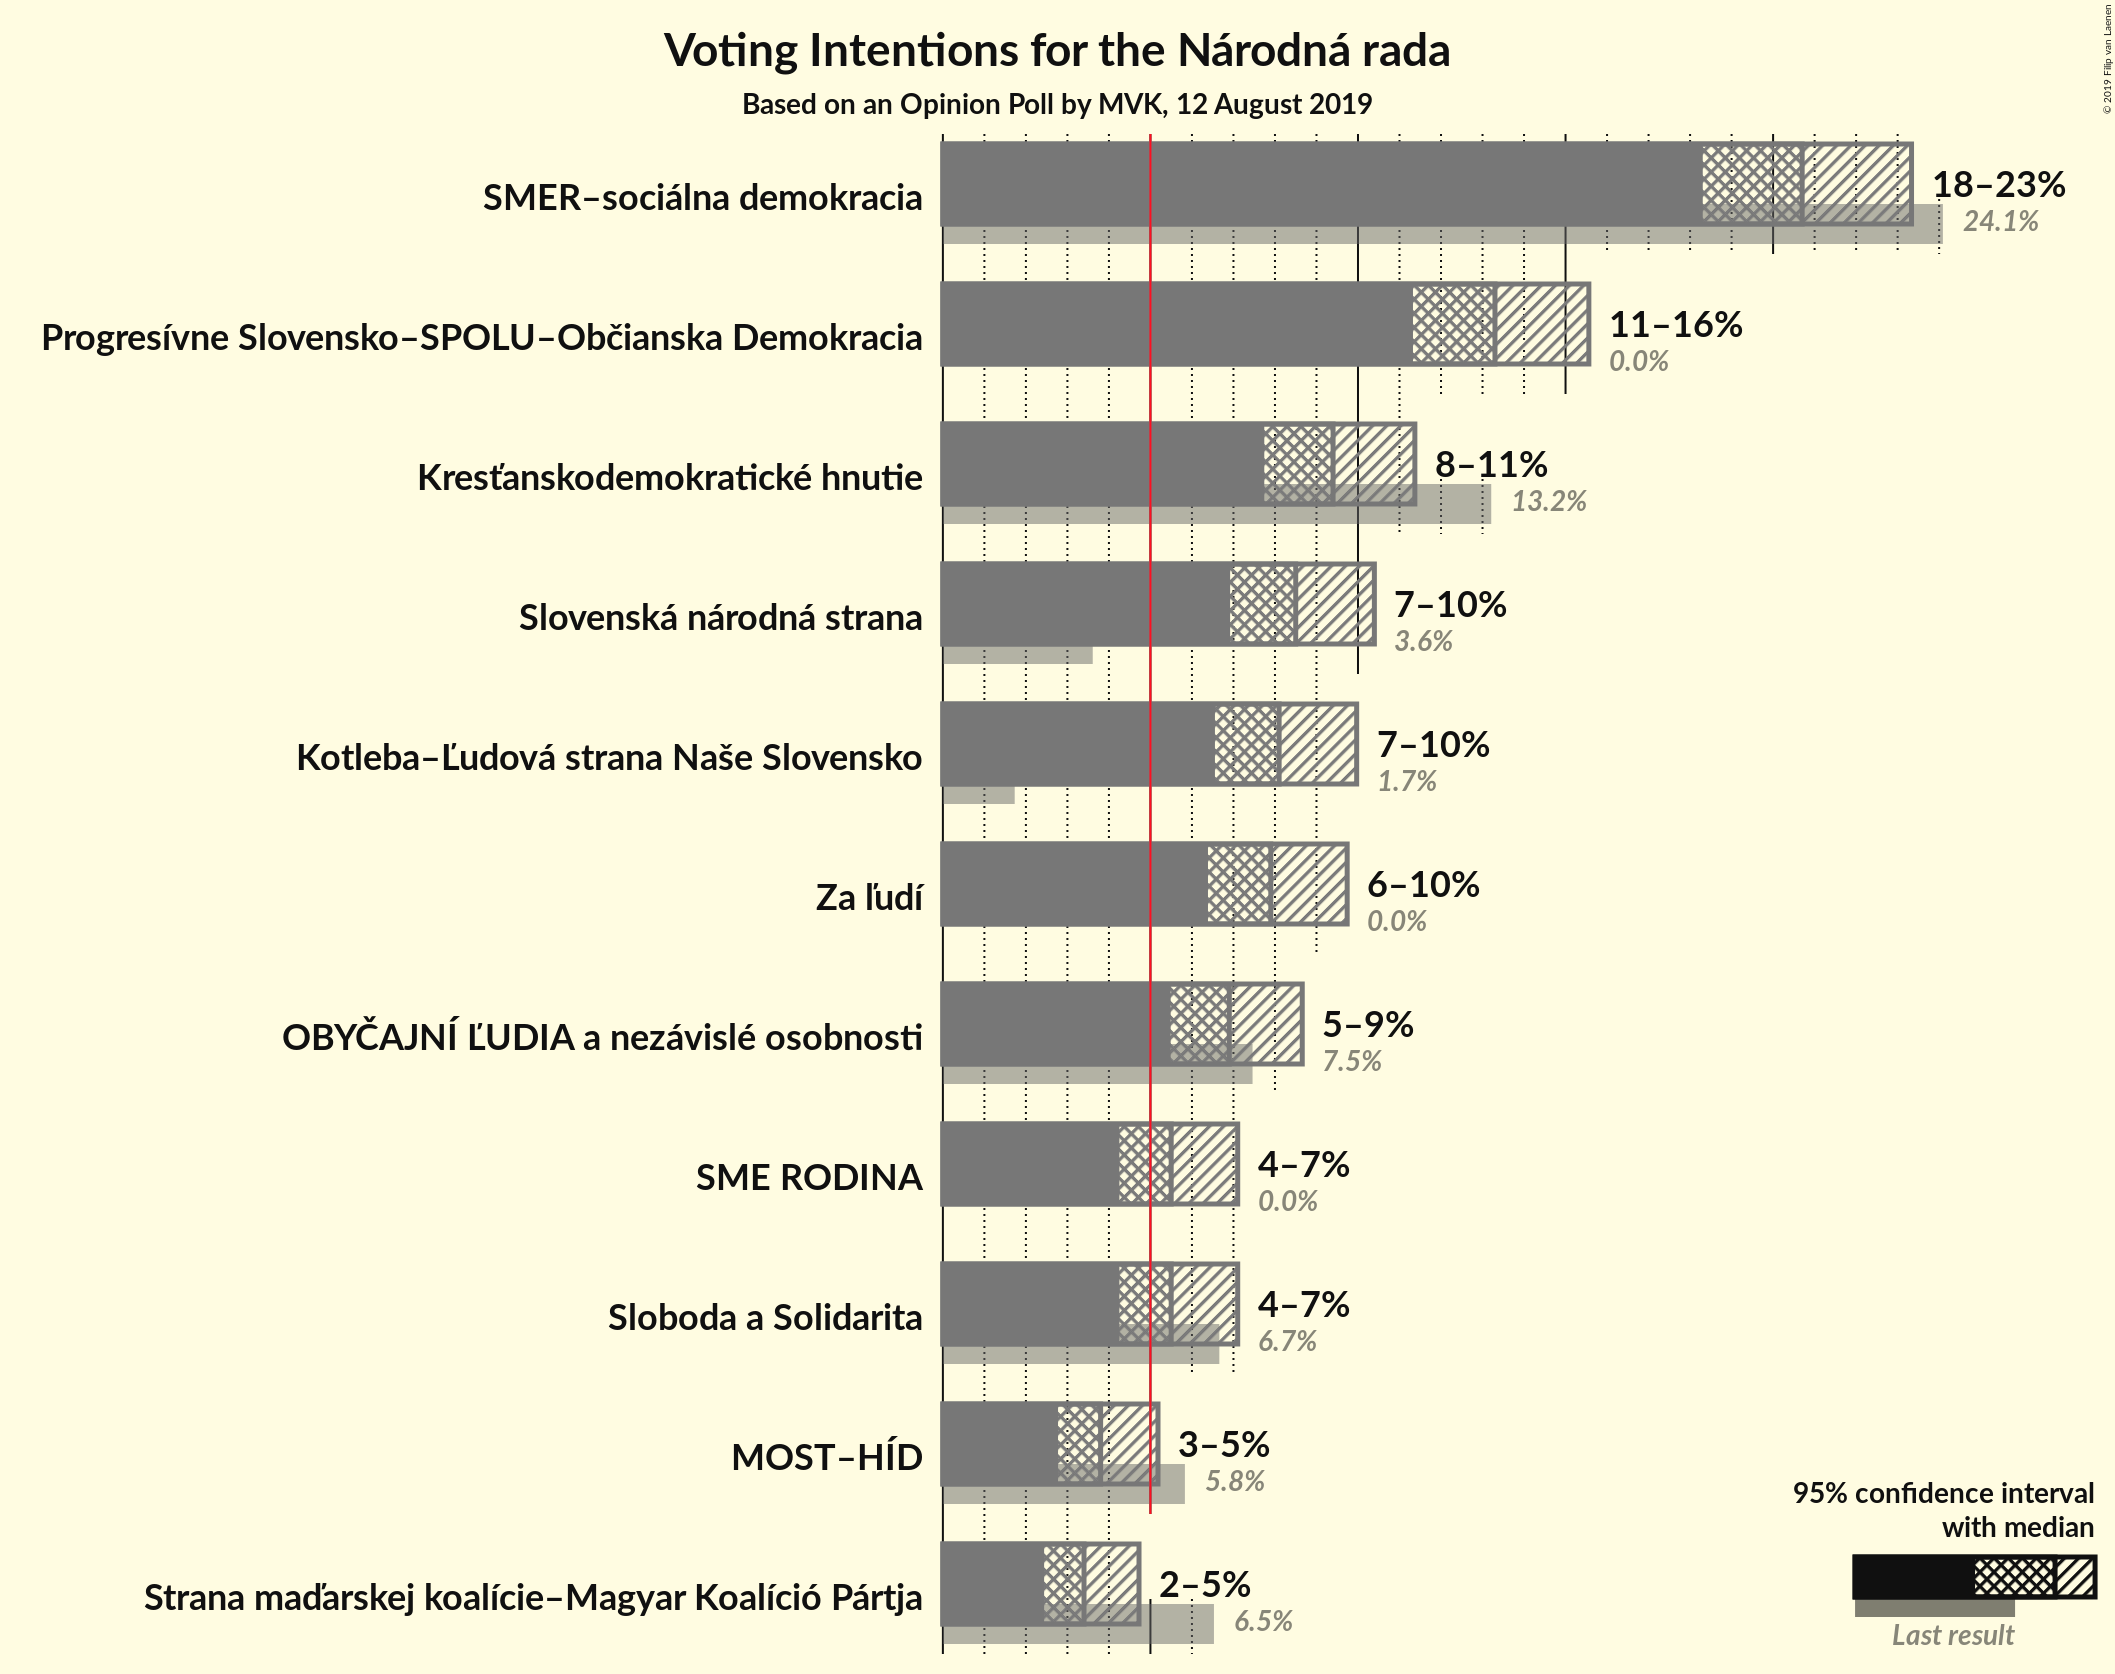 Voting Intentions for the Národná rada
Based on an Opinion Poll by MVK, 12 August 2019
© 2019 Filip van Laenen
SMER–sociálna demokracia
18–23%
24.1%
Progresívne Slovensko–SPOLU–Občianska Demokracia
11–16%
0.0%
Kresťanskodemokratické hnutie
8–11%
13.2%
Slovenská národná strana
7–10%
3.6%
Kotleba–Ľudová strana Naše Slovensko
7–10%
1.7%
Za ľudí
6–10%
0.0%
OBYČAJNÍ ĽUDIA a nezávislé osobnosti
5–9%
7.5%
SME RODINA
4–7%
0.0%
Sloboda a Solidarita
4–7%
6.7%
MOST–HÍD
3–5%
5.8%
Strana maďarskej koalície–Magyar Koalíció Pártja
2–5%
6.5%
95% confidence interval
with median
Last result